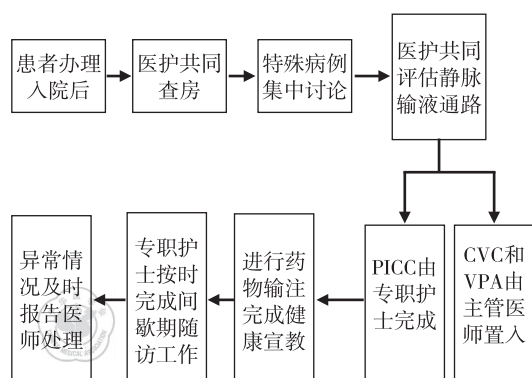 患者办理
入院后
医护共同
查房
特殊病例
集中讨论
医护共同
评估静脉
输液通路
异常情
况及时
报告医
师处理
专职护
士按时
完成间
歇期随
访工作
进行药
物输注
完成健
康宣教
PICC由
专职护
士完成
CVC和
VPA由
主管医
师置入